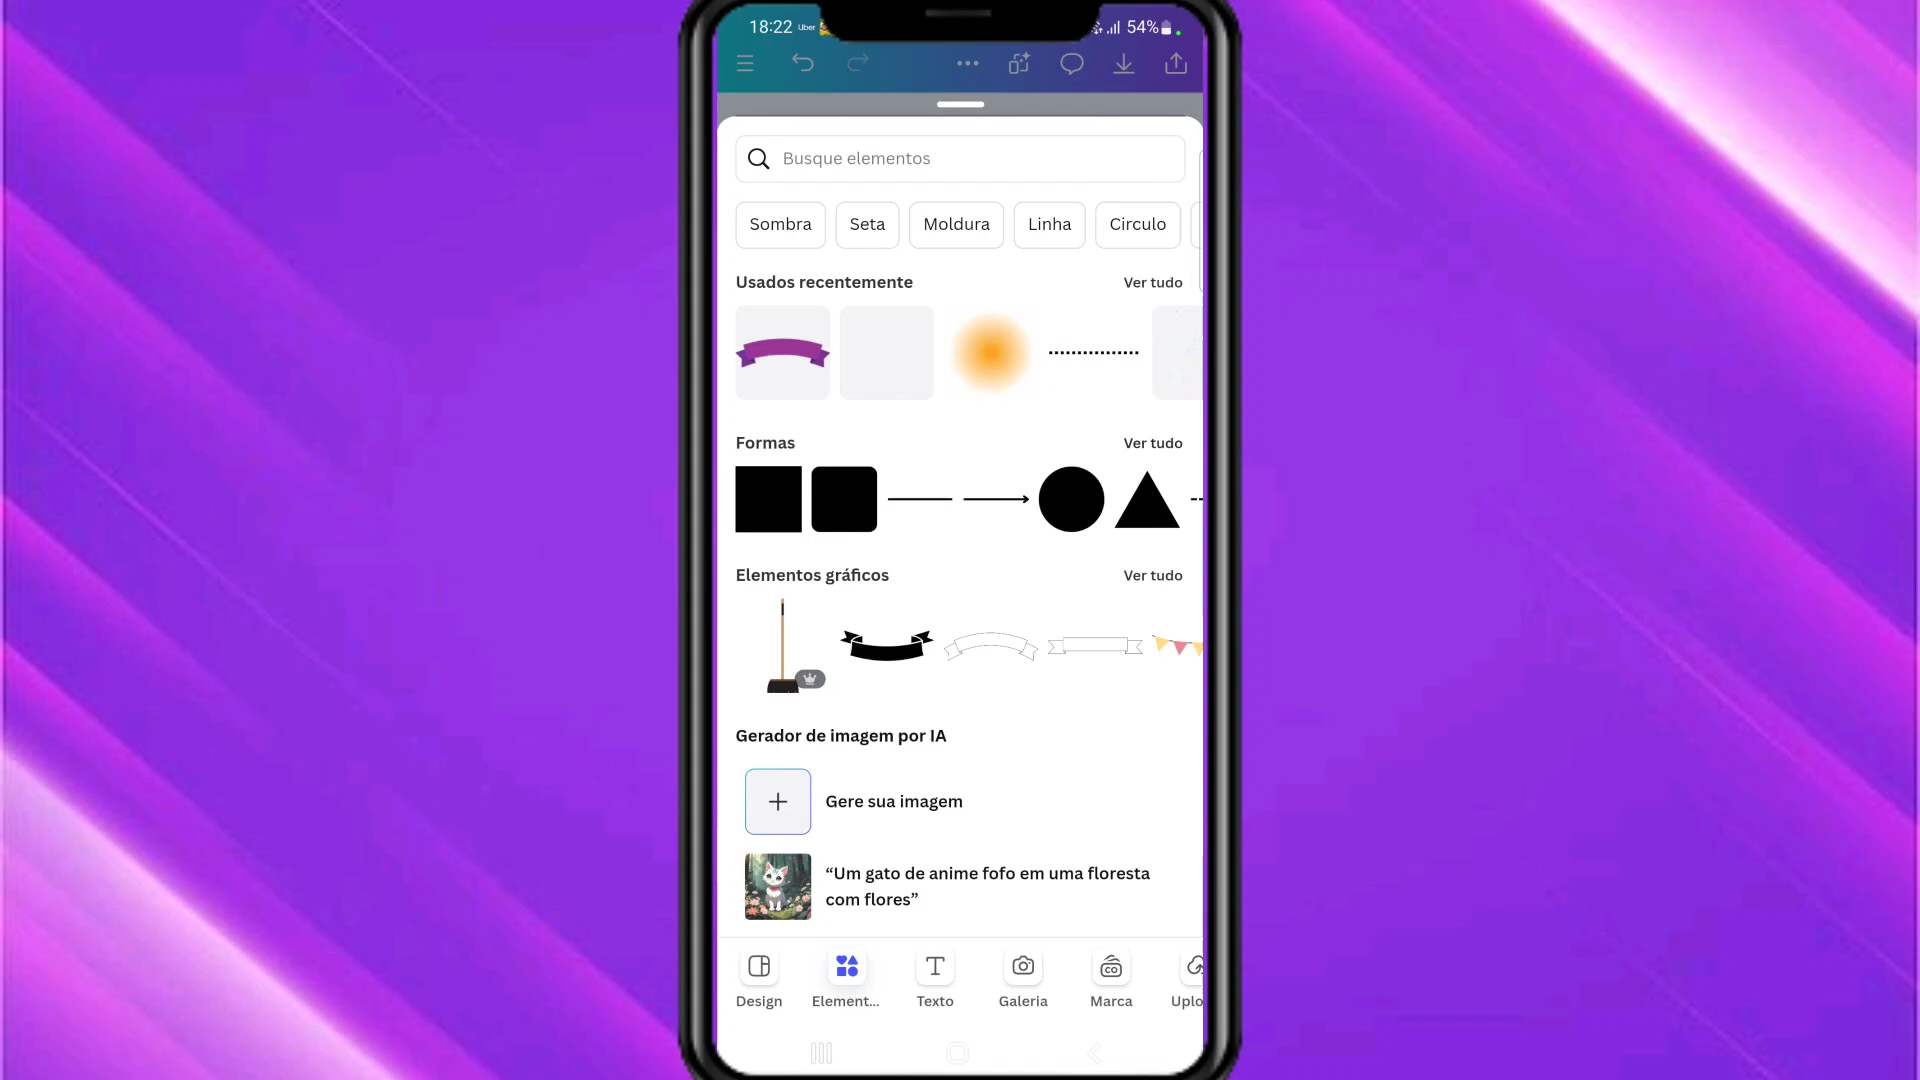 18:22 Uber 54%
Busque elementos
Sombra Seta Moldura Linha Circulo
Usados recentemente Ver tudo
Formas Ver tudo
Elementos gráficos Ver tudo
Gerador de imagem por IA
Gere sua imagem
“Um gato de anime fofo em uma floresta
com flores”
CO
Design Element... Texto Galeria Marca Uplo